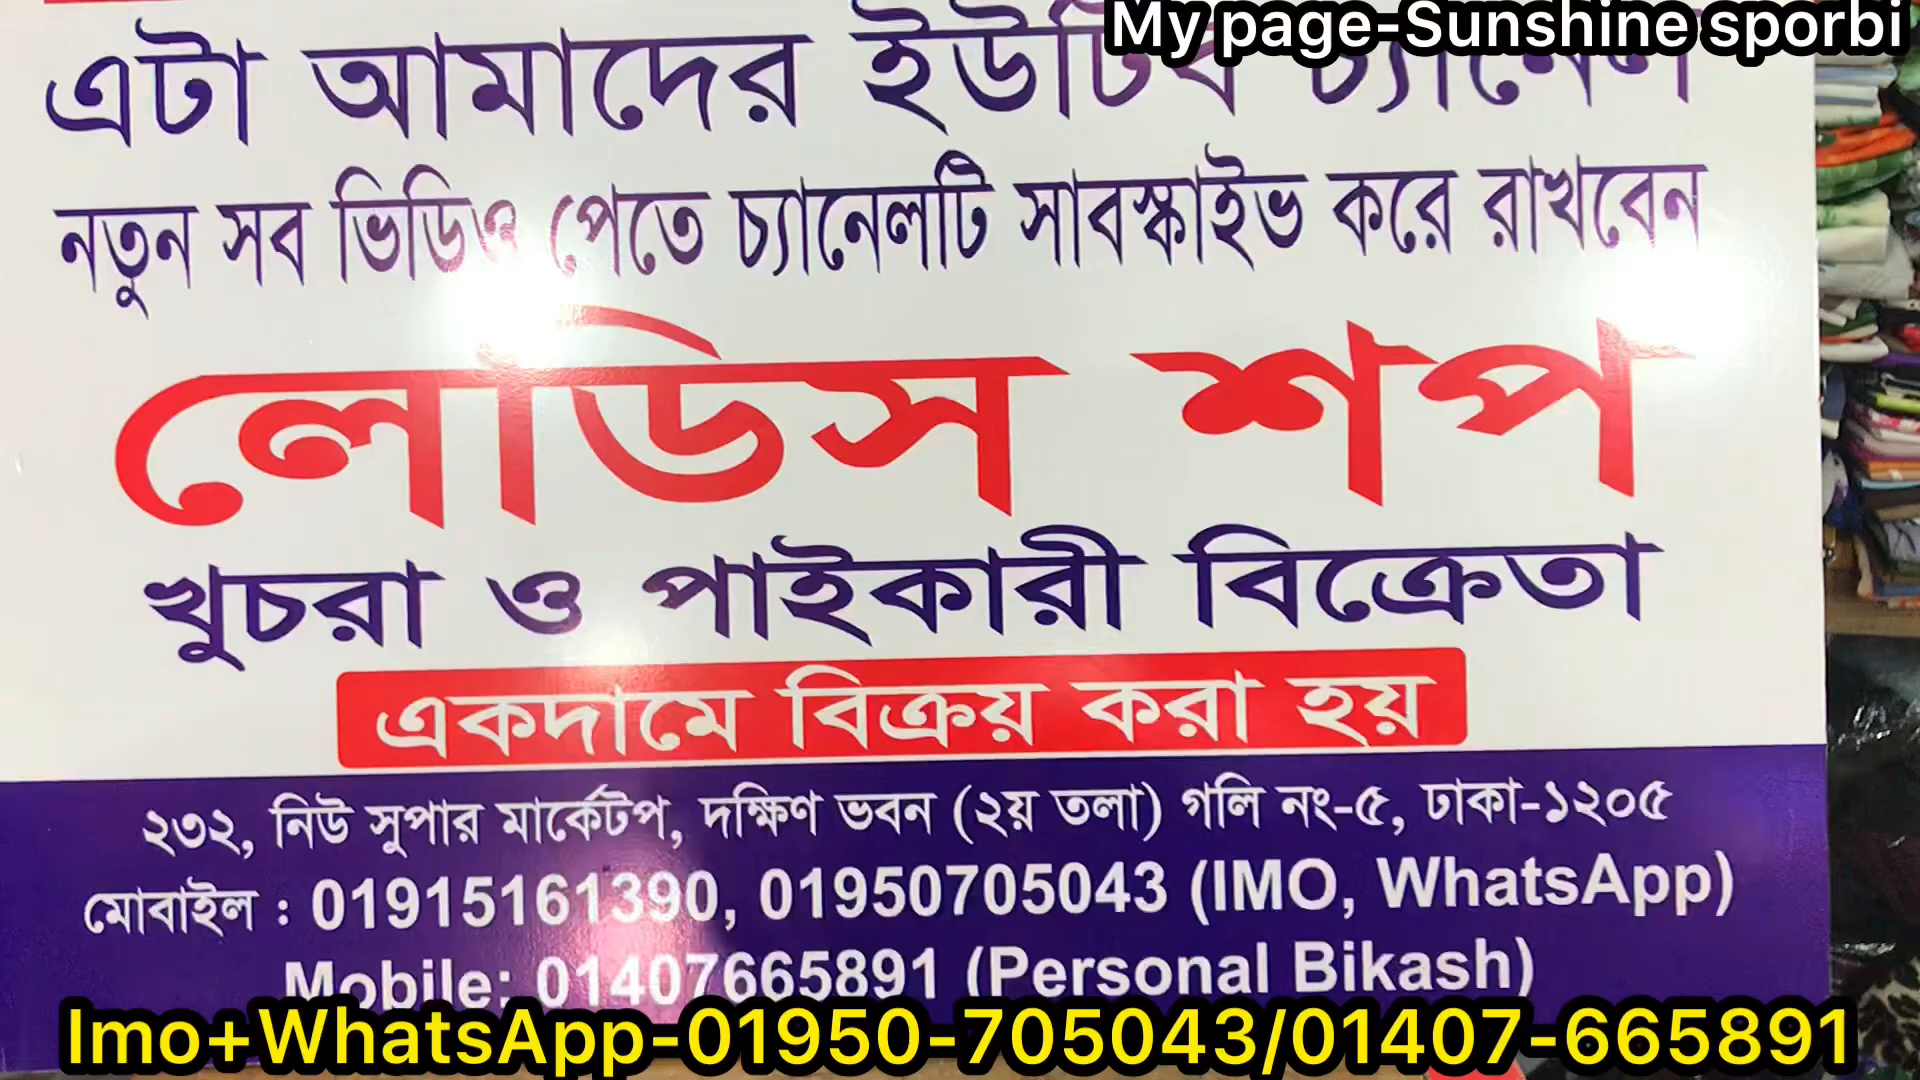 My page-Sunshine sporbi
এটা আমাদের ইউটিব চ্যানেল
নতুন সব ভিডিও পেতে চ্যানেলটি সাবস্কাইভ করে রাখবেন
লেডিস শপ
খুচরা ও পাইকারী বিক্রেতা
একদামে বিক্রয় করা হয়
২৩২, নিউ সুপার মার্কেটপ, দক্ষিণ ভবন (২য় তলা) গলি নং-৫, ঢাকা-১২০৫
মোবাইল : 01915161390, 01950705043 (IMO, WhatsApp)
Mobile: 01407665891 (Personal Bikash)
Imo+WhatsApp-01950-705043/01407-665891